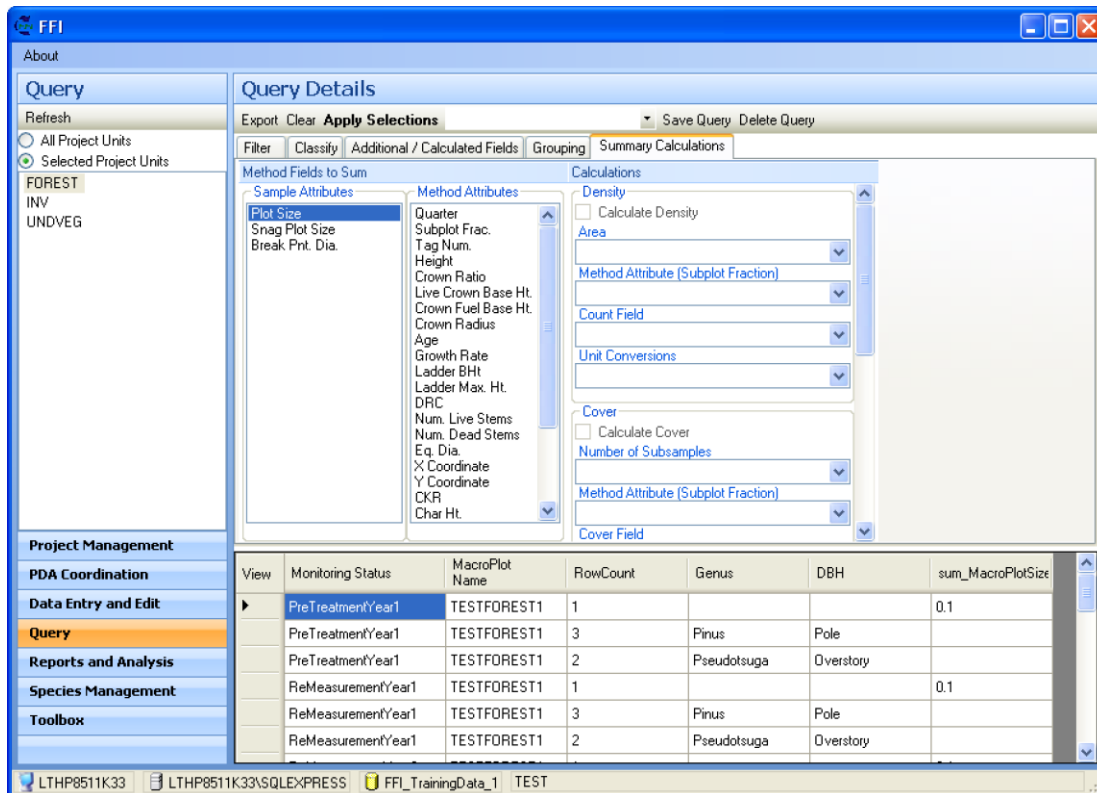 FFI
About
Query
Refresh
All Project Units
Selected Project Units
FOREST
INV
UNDVEG
Project Management
PDA Coordination
Data Entry and Edit
Query
Reports and Analysis
Species Management
Toolbox
Query Details
Export Clear Apply Selections Save Query Delete Query
Filter Classify Additional / Calculated Fields Grouping Summary Calculations
Method Fields to Sum
Sample Attributes
Plot Size
Snag Plot Size
Break Pnt. Dia.
Method Attributes
Quarter
Subplot Frac.
Tag Num.
Height
Crown Ratio
Live Crown Base Ht.
Crown Fuel Base Ht.
Crown Radius
Age
Growth Rate
Ladder BHt
Ladder Max. Ht.
DRC
Num. Live Stems
Num. Dead Stems
Eq. Dia.
X Coordinate
Y Coordinate
CKR
Char Ht.
Calculations
Density
Calculate Density
Area
Method Attribute (Subplot Fraction)
Count Field
Unit Conversions
Cover
Calculate Cover
Number of Subsamples
Method Attribute (Subplot Fraction)
Cover Field
View Monitoring Status MacroPlot Name RowCount Genus DBH sum_MacroPlotSize
PreTreatmentYear1 TESTFOREST1 1 0.1
PreTreatmentYear1 TESTFOREST1 3 Pinus Pole
PreTreatmentYear1 TESTFOREST1 2 Pseudotsuga Overstory
ReMeasurementYear1 TESTFOREST1 1 0.1
ReMeasurementYear1 TESTFOREST1 3 Pinus Pole
ReMeasurementYear1 TESTFOREST1 2 Pseudotsuga Overstory
LTHP8511K33 LTHP8511K33\SQLEXPRESS FFI_TrainingData_1 TEST